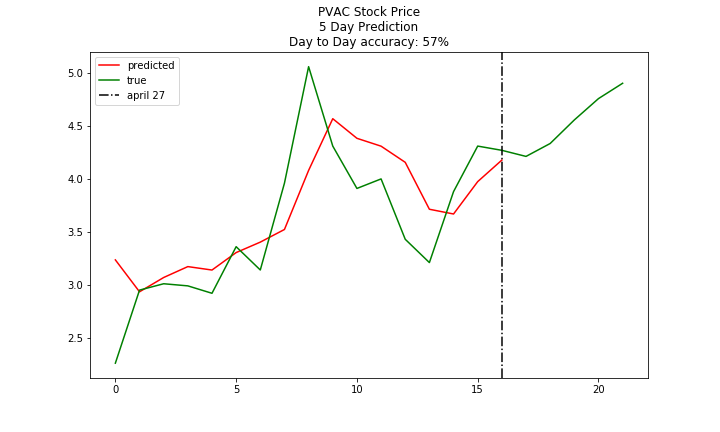 PVAC Stock Price
5 Day Prediction
Day to Day accuracy: 57%
predicted
true
april 27
5.0
4.5
4.0
3.5
3.0
2.5
0 5 10 15 20